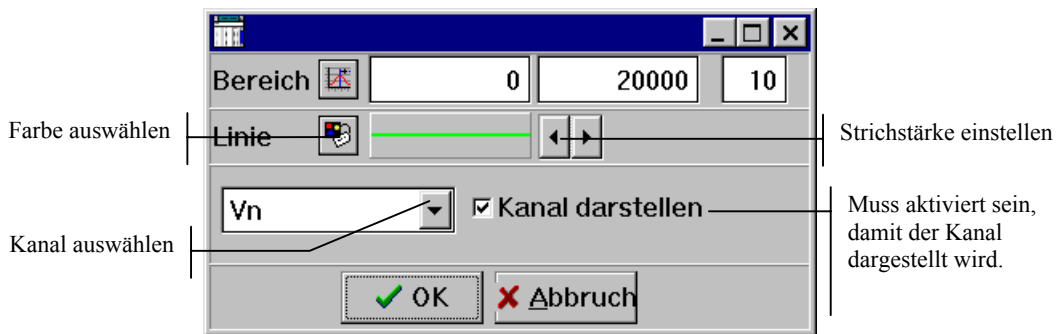 Bereich 0 20000 10
Farbe auswählen
Linie
Strichstärke einstellen
Vn
Kanal darstellen
Kanal auswählen
Muss aktiviert sein,
damit der Kanal
dargestellt wird.
OK
Abbruch